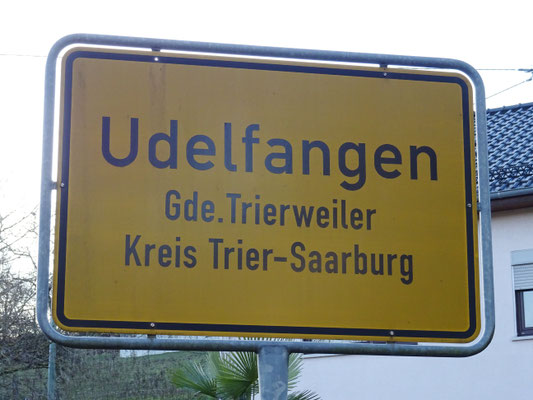 Udelfangen
Gde.Trierweiler
Kreis Trier-Saarburg